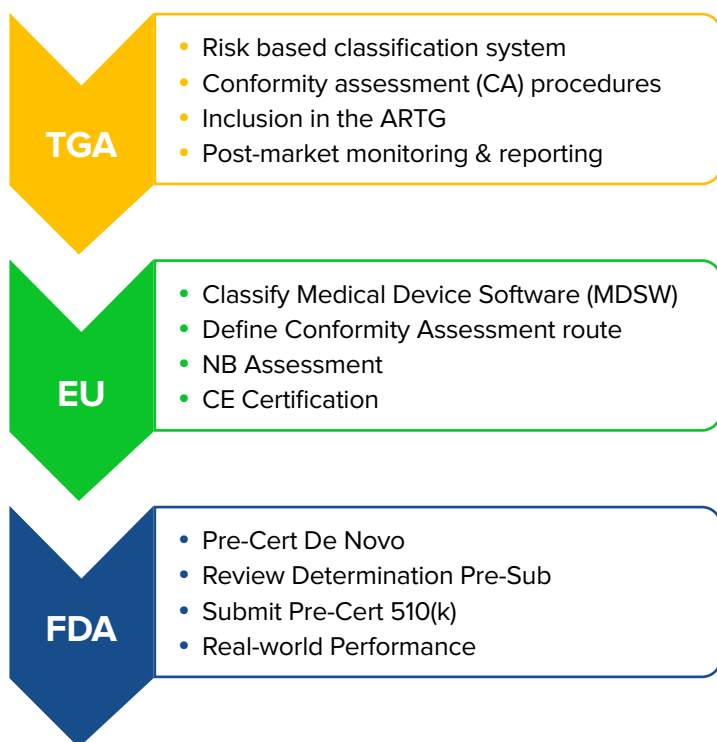 TGA
• Risk based classification system
• Conformity assessment (CA) procedures
• Inclusion in the ARTG
• Post-market monitoring & reporting
EU
• Classify Medical Device Software (MDSW)
• Define Conformity Assessment route
• NB Assessment
• CE Certification
FDA
• Pre-Cert De Novo
• Review Determination Pre-Sub
• Submit Pre-Cert 510(k)
• Real-world Performance